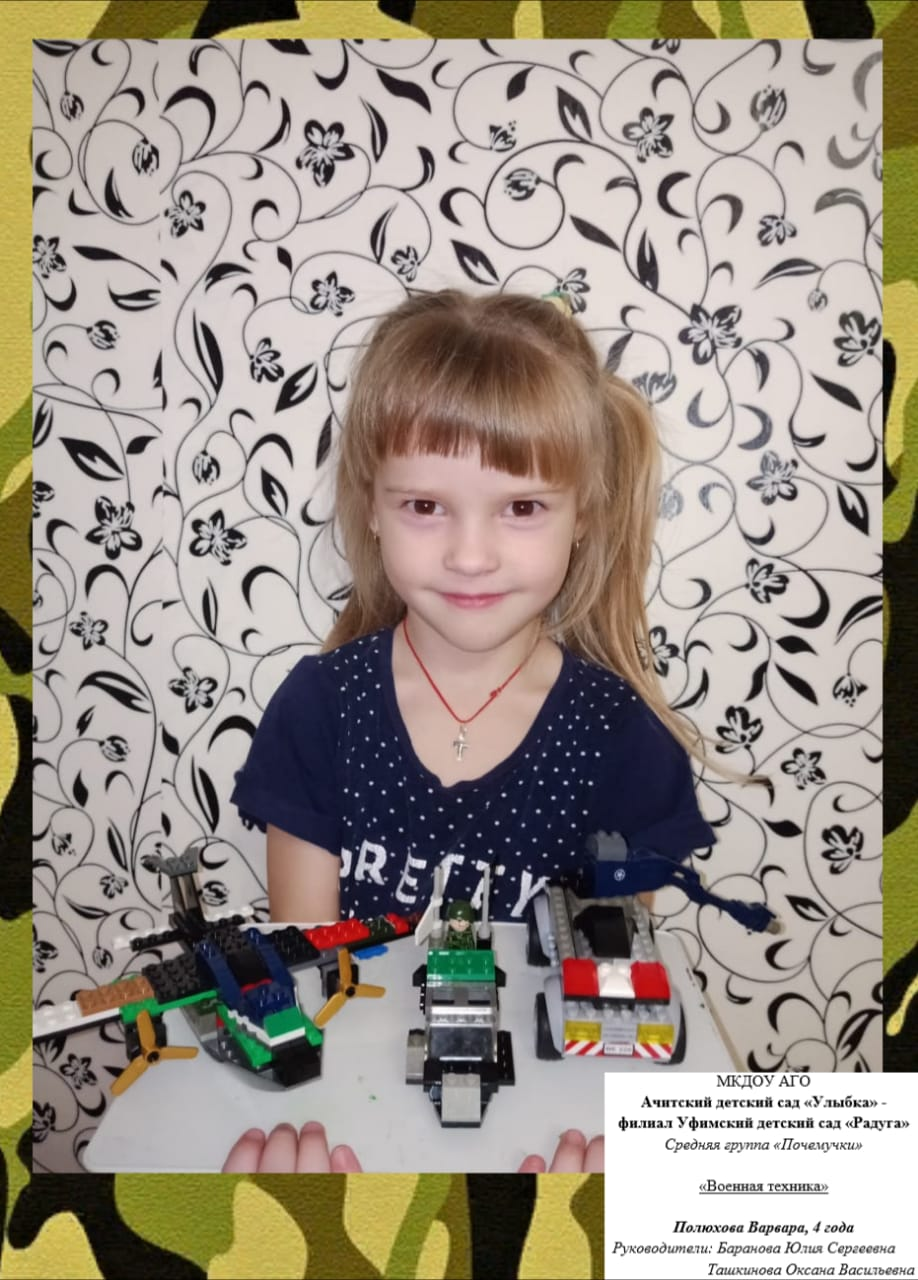 PRETTY
МКДОУ АГО
Ачитский детский сад «Улыбка» -
филиал Уфимский детский сад «Радуга»
Средняя группа «Почемучки»
«Военная техника»
Полюхова Варвара, 4 года
Руководители: Баранова Юлия Сергеевна
Ташкинова Оксана Васильевна